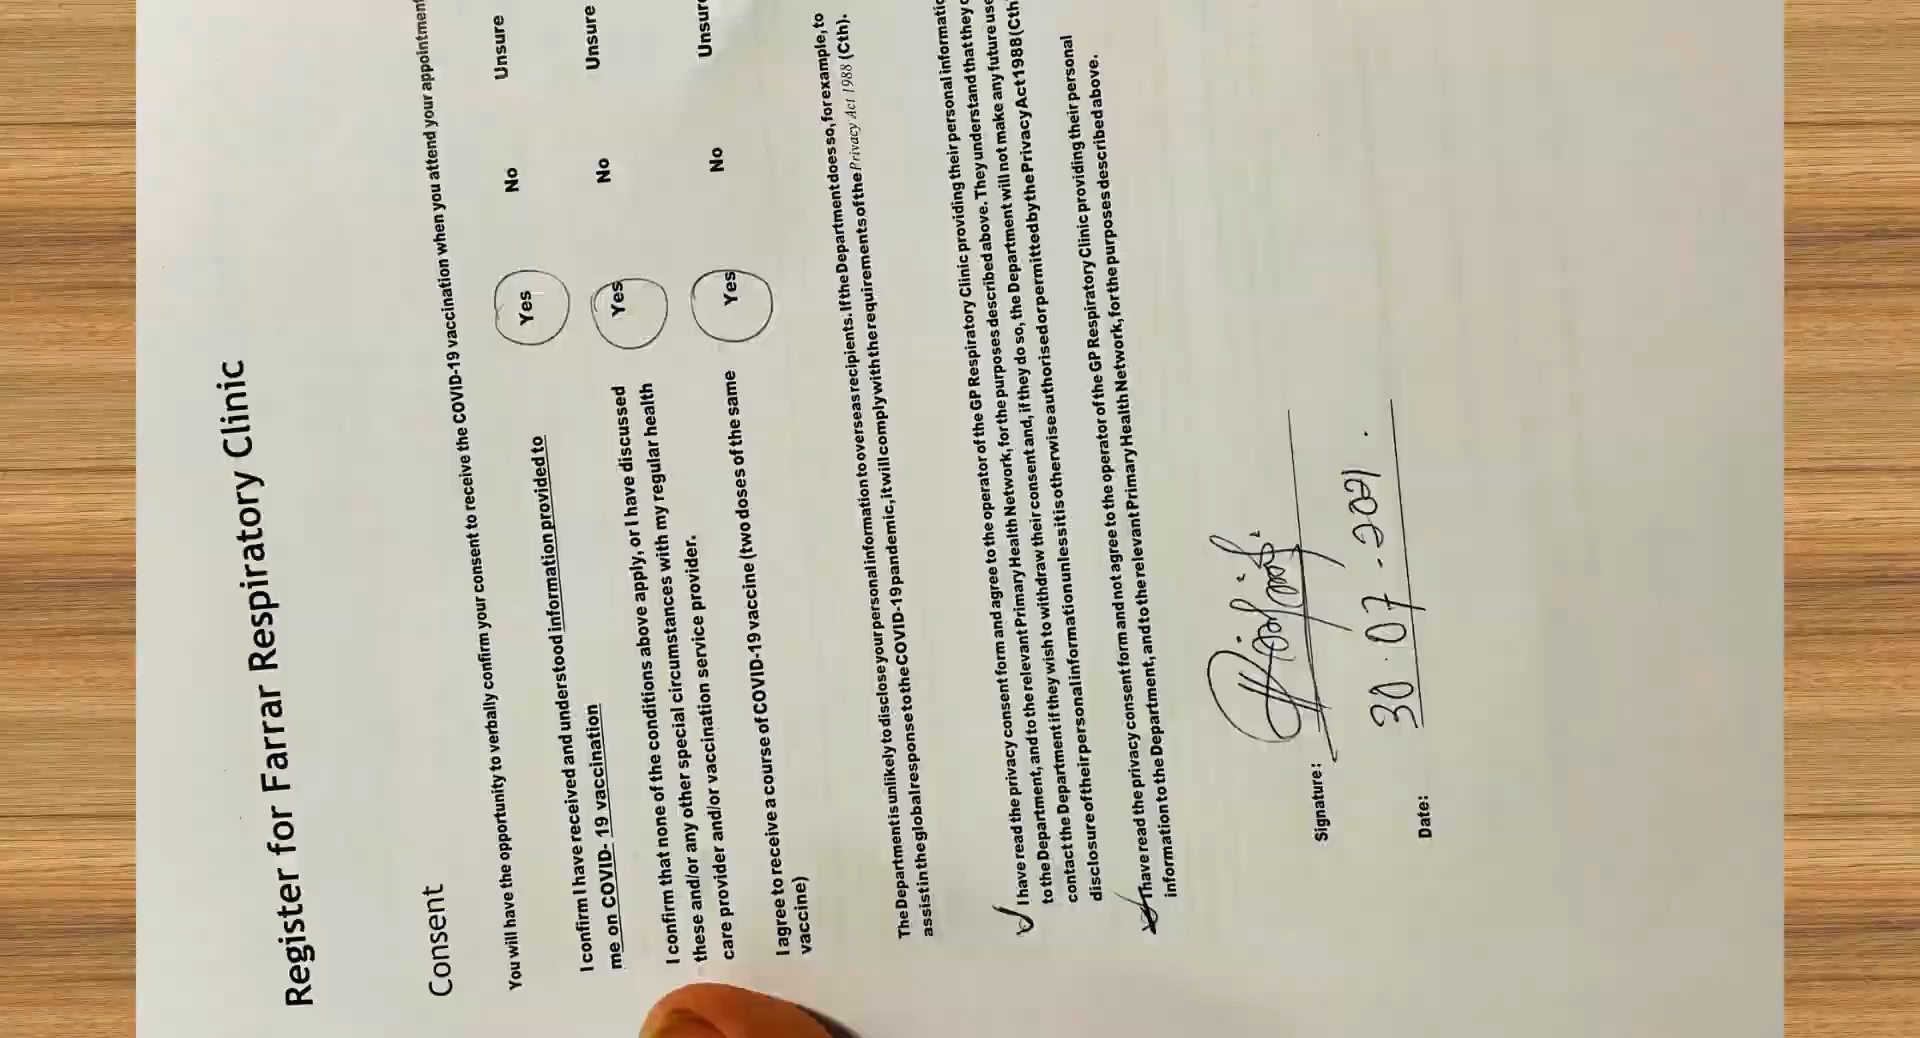 Register for Farrar Respiratory Clinic
Consent
You will have the opportunity to verbally confirm your consent to receive the COVID-19 vaccination when you attend your appointment
I confirm I have received and understood information provided to
me on COVID- 19 vaccination
Yes No Unsure
I confirm that none of the conditions above apply, or I have discussed
these and/or any other special circumstances with my regular health
care provider and/or vaccination service provider.
Yes No Unsure
I agree to receive a course of COVID-19 vaccine (two doses of the same
vaccine)
Yes No Unsure
The Department is unlikely to disclose your personal information to overseas recipients. If the Department does so, for example, to
assist in the global response to the COVID-19 pandemic, it will comply with the requirements of the Privacy Act 1988 (Cth).
I have read the privacy consent form and agree to the operator of the GP Respiratory Clinic providing their personal
to the Department, and to the relevant Primary Health Network, for the purposes described above. They understand that they
contact the Department if they wish to withdraw their consent and, if they do so, the Department will not make any future use
disclosure of their personal information unless it is otherwise authorised or permitted by the Privacy Act 1988 (Cth
I have read the privacy consent form and not agree to the operator of the GP Respiratory Clinic providing their personal
information to the Department, and to the relevant Primary Health Network, for the purposes described above.
Signature:
Date: 30.07.2021.